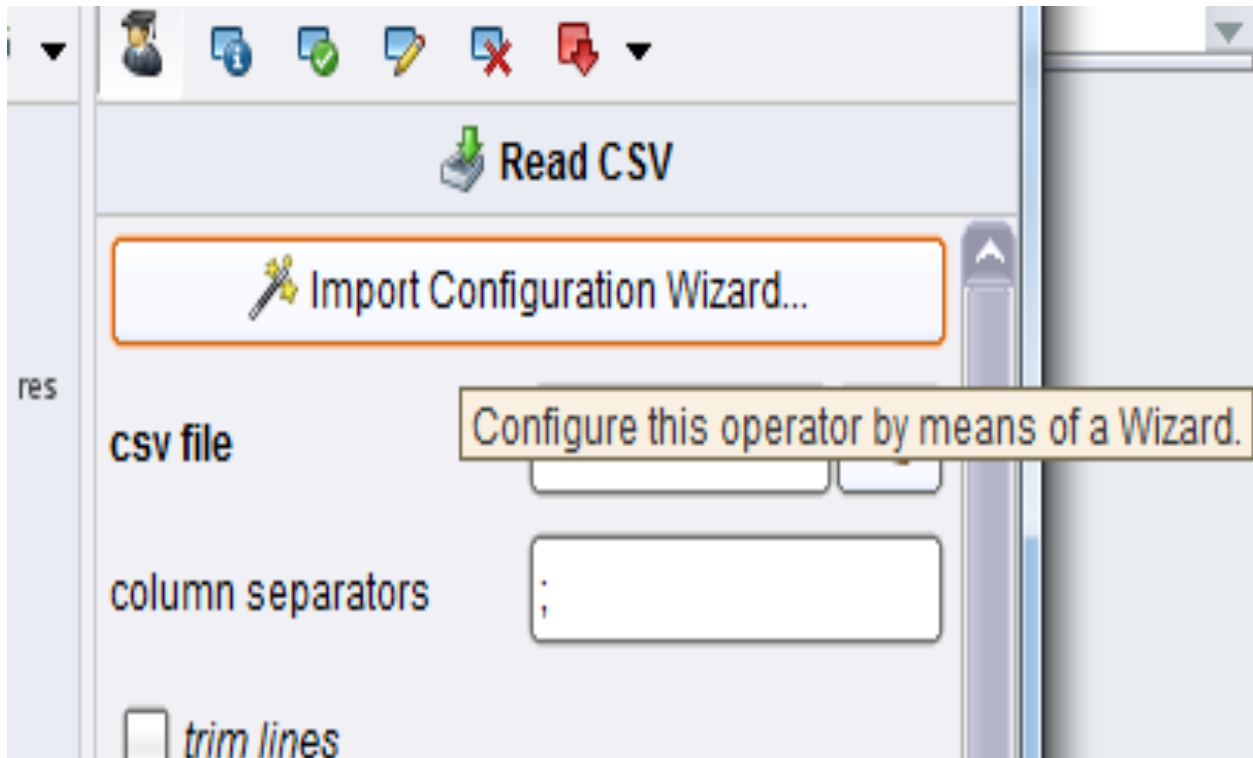 Read CSV
Import Configuration Wizard...
res
csv file
Configure this operator by means of a Wizard.
column separators
;
trim lines